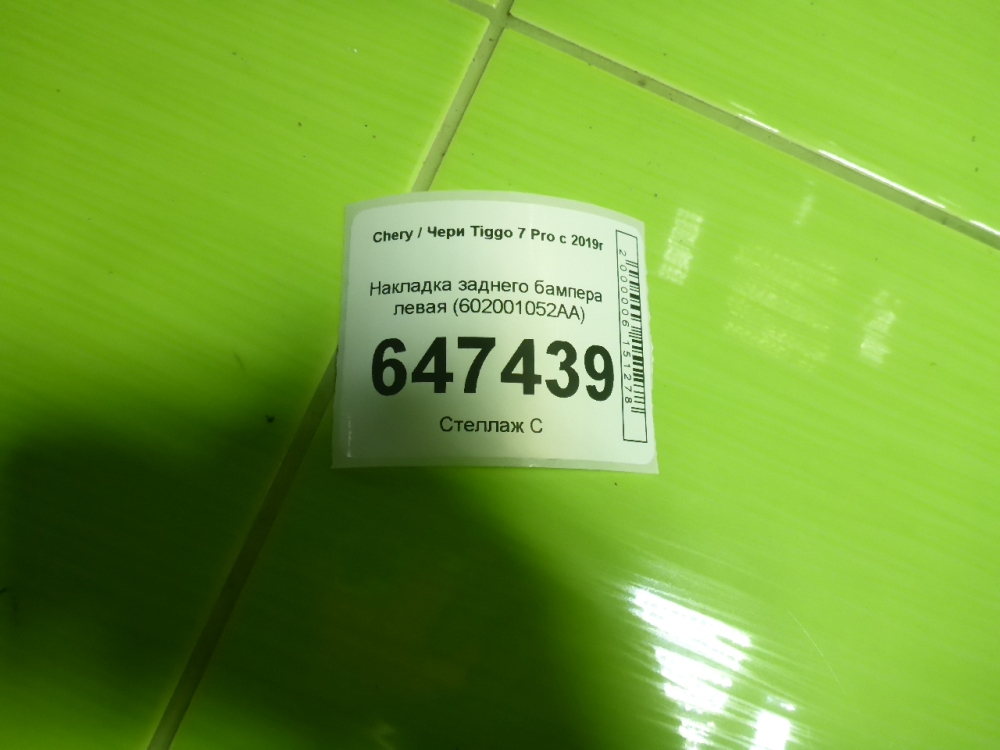 Chery / Чери Tiggo 7 Pro с 2019г
Накладка заднего бампера
левая (602001052AA)
647439
Стеллаж С
2000006151278